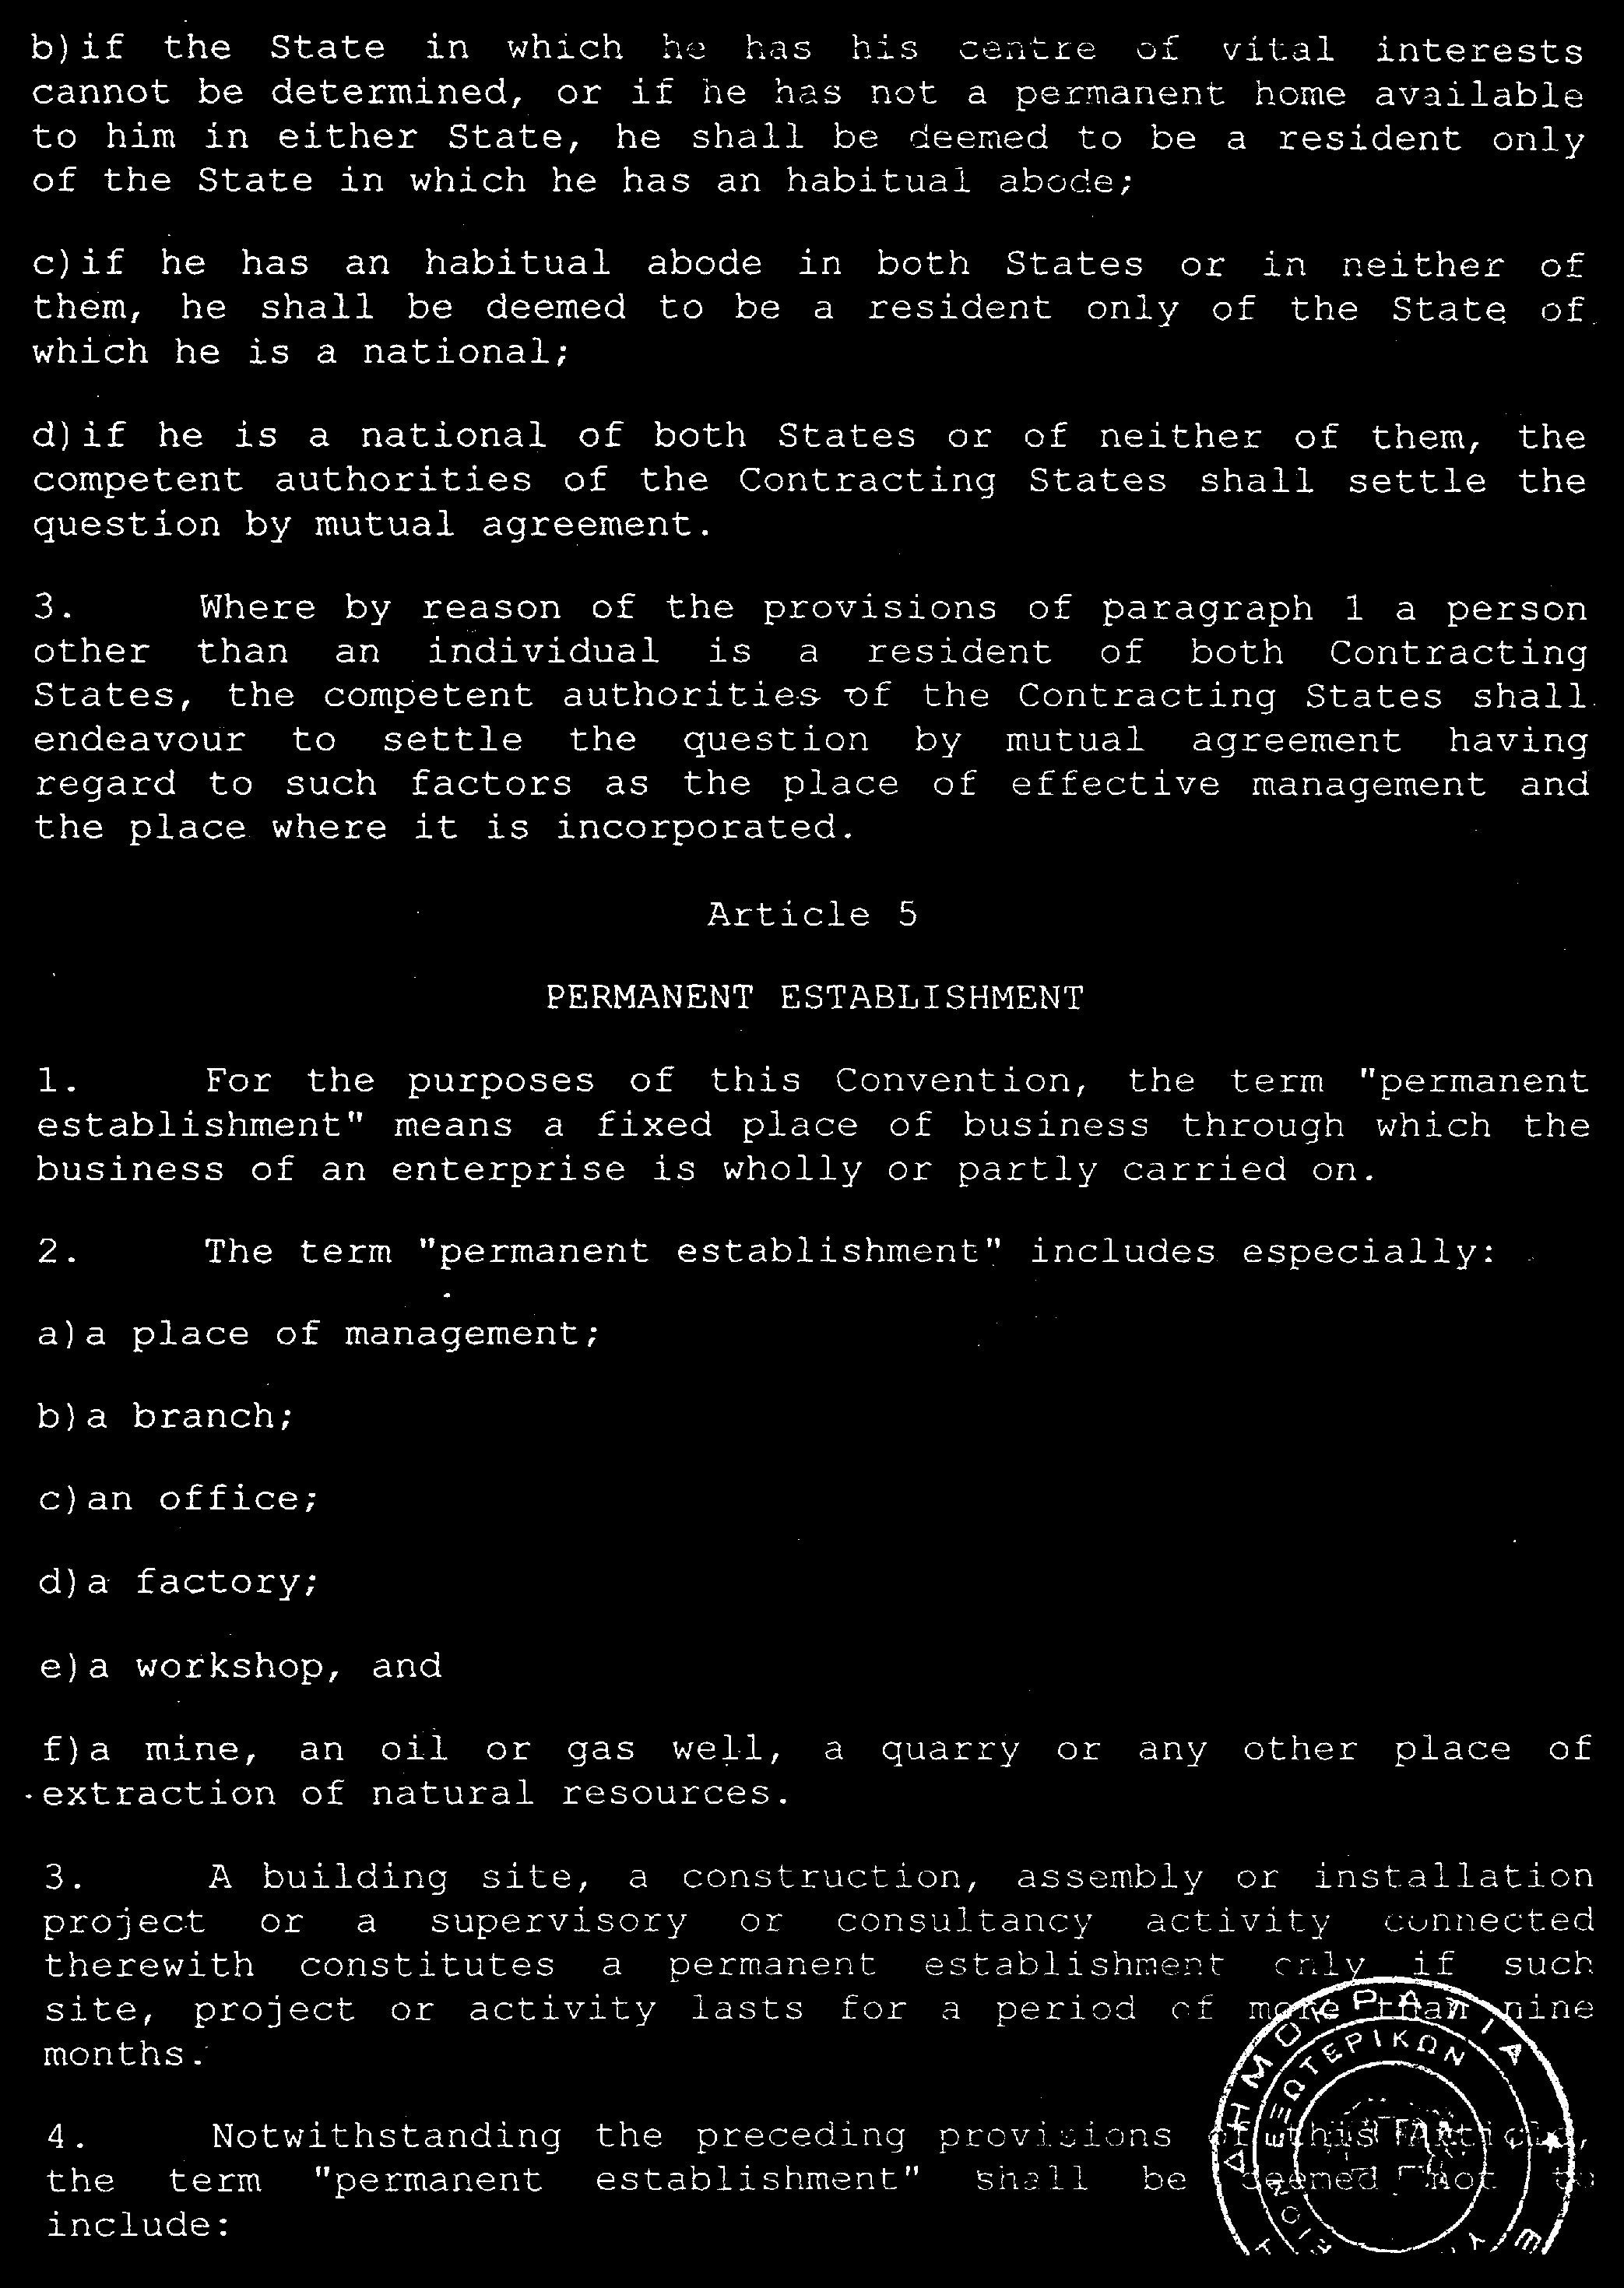 b)if the State in which he has his centre of vital interests
cannot be determined, or if he has not a permanent home available
to him in either State, he shall be deemed to be a resident only
of the State in which he has an habitual abode;
c)if he has an habitual abode in both States or in neither of
them, he shall be deemed to be a resident only of the State of
which he is a national;
d)if he is a national of both States or of neither of them, the
competent authorities of the Contracting States shall settle the
question by mutual agreement.
3. Where by reason of the provisions of paragraph 1 a person
other than an individual is a resident of both Contracting
States, the competent authorities of the Contracting States shall
endeavour to settle the question by mutual agreement having
regard to such factors as the place of effective management and
the place where it is incorporated.
Article 5
PERMANENT ESTABLISHMENT
1. For the purposes of this Convention, the term "permanent
establishment" means a fixed place of business through which the
business of an enterprise is wholly or partly carried on.
2. The term "permanent establishment" includes especially:
a)a place of management;
b)a branch;
c)an office;
d)a factory;
e)a workshop, and
f)a mine, an oil or gas well, a quarry or any other place of
extraction of natural resources.
3. A building site, a construction, assembly or installation
project or a supervisory or consultancy activity connected
therewith constitutes a permanent establishment only if such
site, project or activity lasts for a period of more than nine
months.
4. Notwithstanding the preceding provisions of this Article,
the term "permanent establishment" shall be deemed not to
include:
ΕΞΩΤΕΡΙΚΩΝ